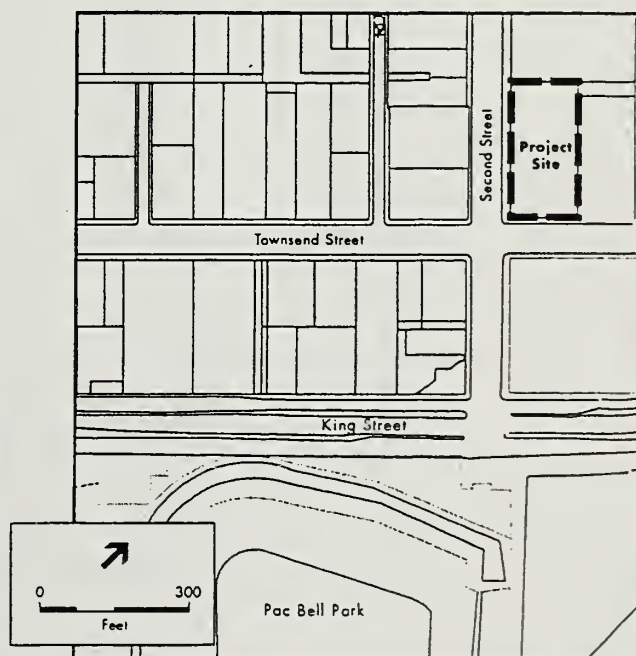 Second Street
Project
Site
Townsend Street
King Street
0 300
Feet
Pac Bell Park